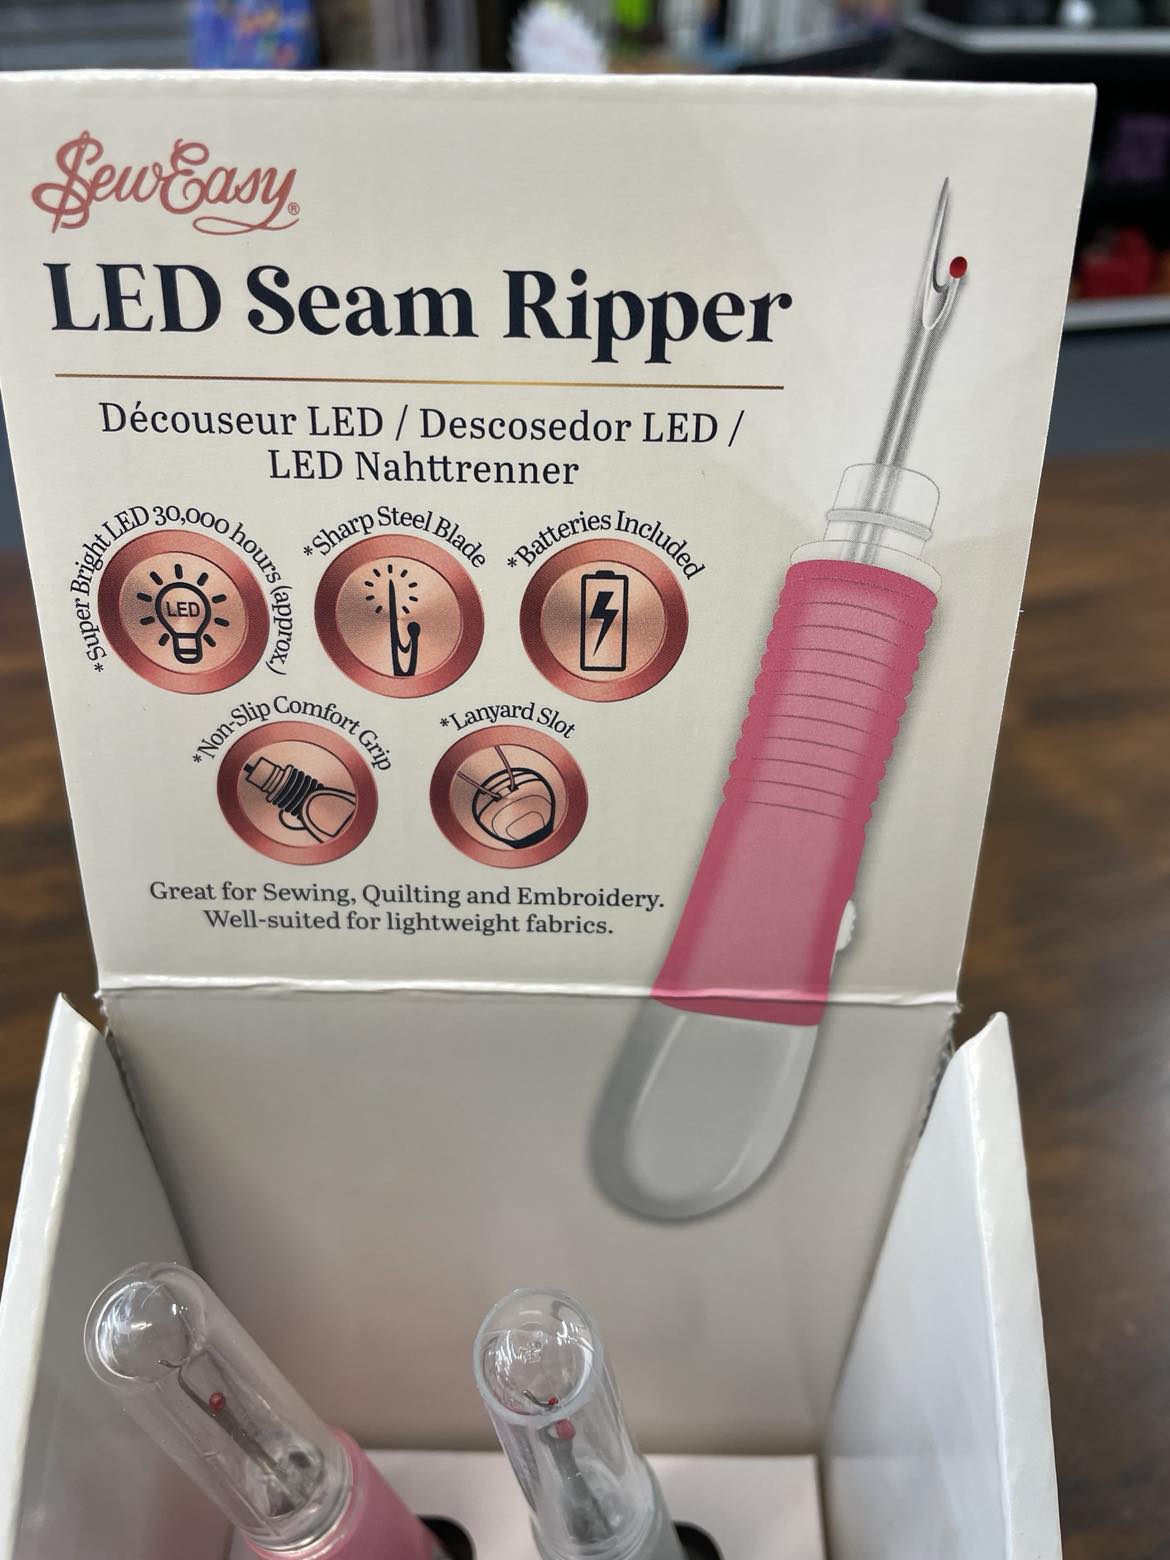 SewEasy®
LED Seam Ripper
Découseur LED / Descosedor LED /
LED Nahttrenner
*Super Bright LED 30,000 hours (approx.)
LED
*Sharp Steel Blade
*Batteries Included
*Non-Slip Comfort Grip
*Lanyard Slot
Great for Sewing, Quilting and Embroidery.
Well-suited for lightweight fabrics.